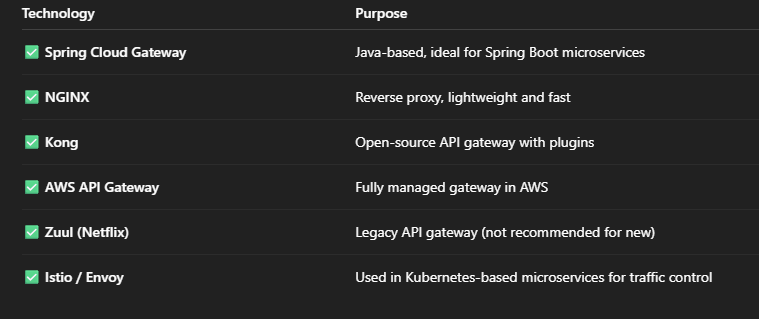 Technology Purpose
✅ Spring Cloud Gateway Java-based, ideal for Spring Boot microservices
✅ NGINX Reverse proxy, lightweight and fast
✅ Kong Open-source API gateway with plugins
✅ AWS API Gateway Fully managed gateway in AWS
✅ Zuul (Netflix) Legacy API gateway (not recommended for new)
✅ Istio / Envoy Used in Kubernetes-based microservices for traffic control